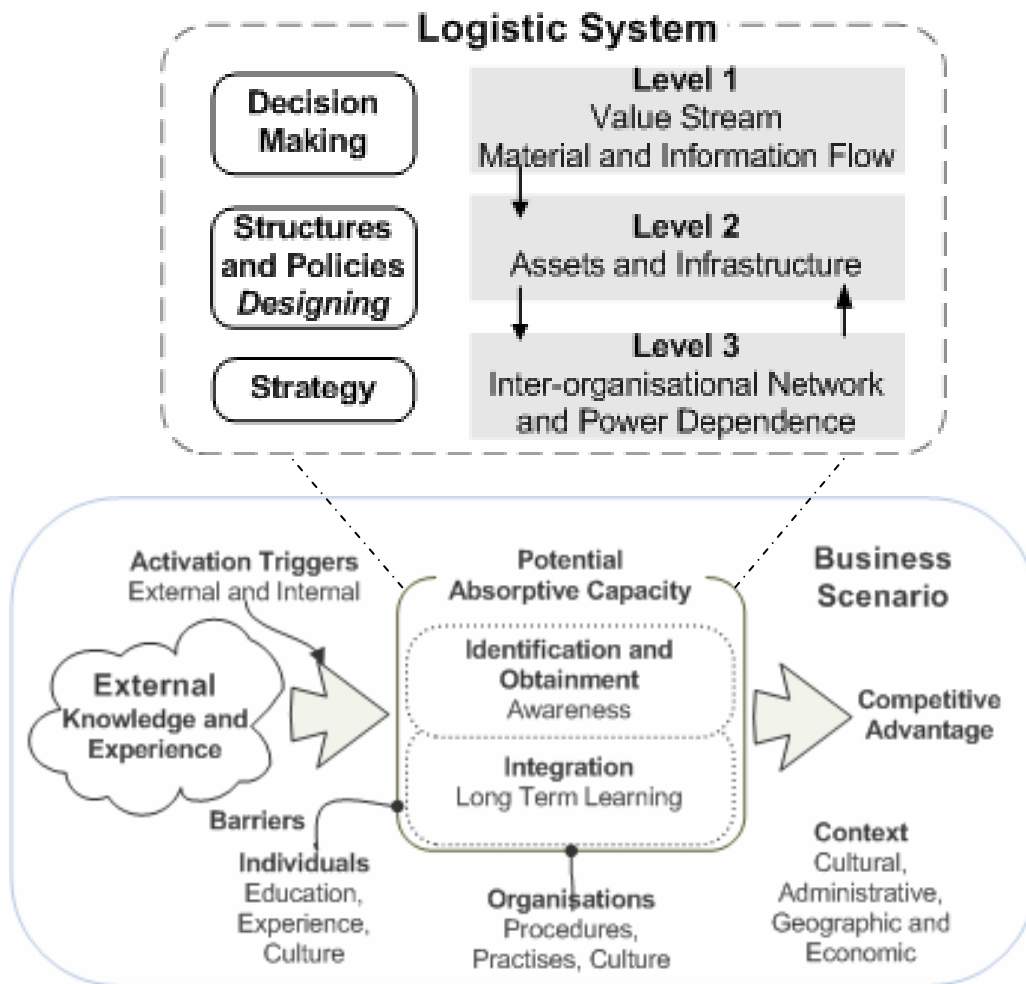 Logistic System
Decision
Making
Level 1
Value Stream
Material and Information Flow
Structures
and Policies
Designing
Level 2
Assets and Infrastructure
Strategy
Level 3
Inter-organisational Network
and Power Dependence
Activation Triggers
External and Internal
Potential
Absorptive Capacity
Business
Scenario
External
Knowledge and
Experience
Identification and
Obtainment
Awareness
Integration
Long Term Learning
Competitive
Advantage
Barriers
Individuals
Education,
Experience,
Culture
Organisations
Procedures,
Practises, Culture
Context
Cultural,
Administrative,
Geographic and
Economic